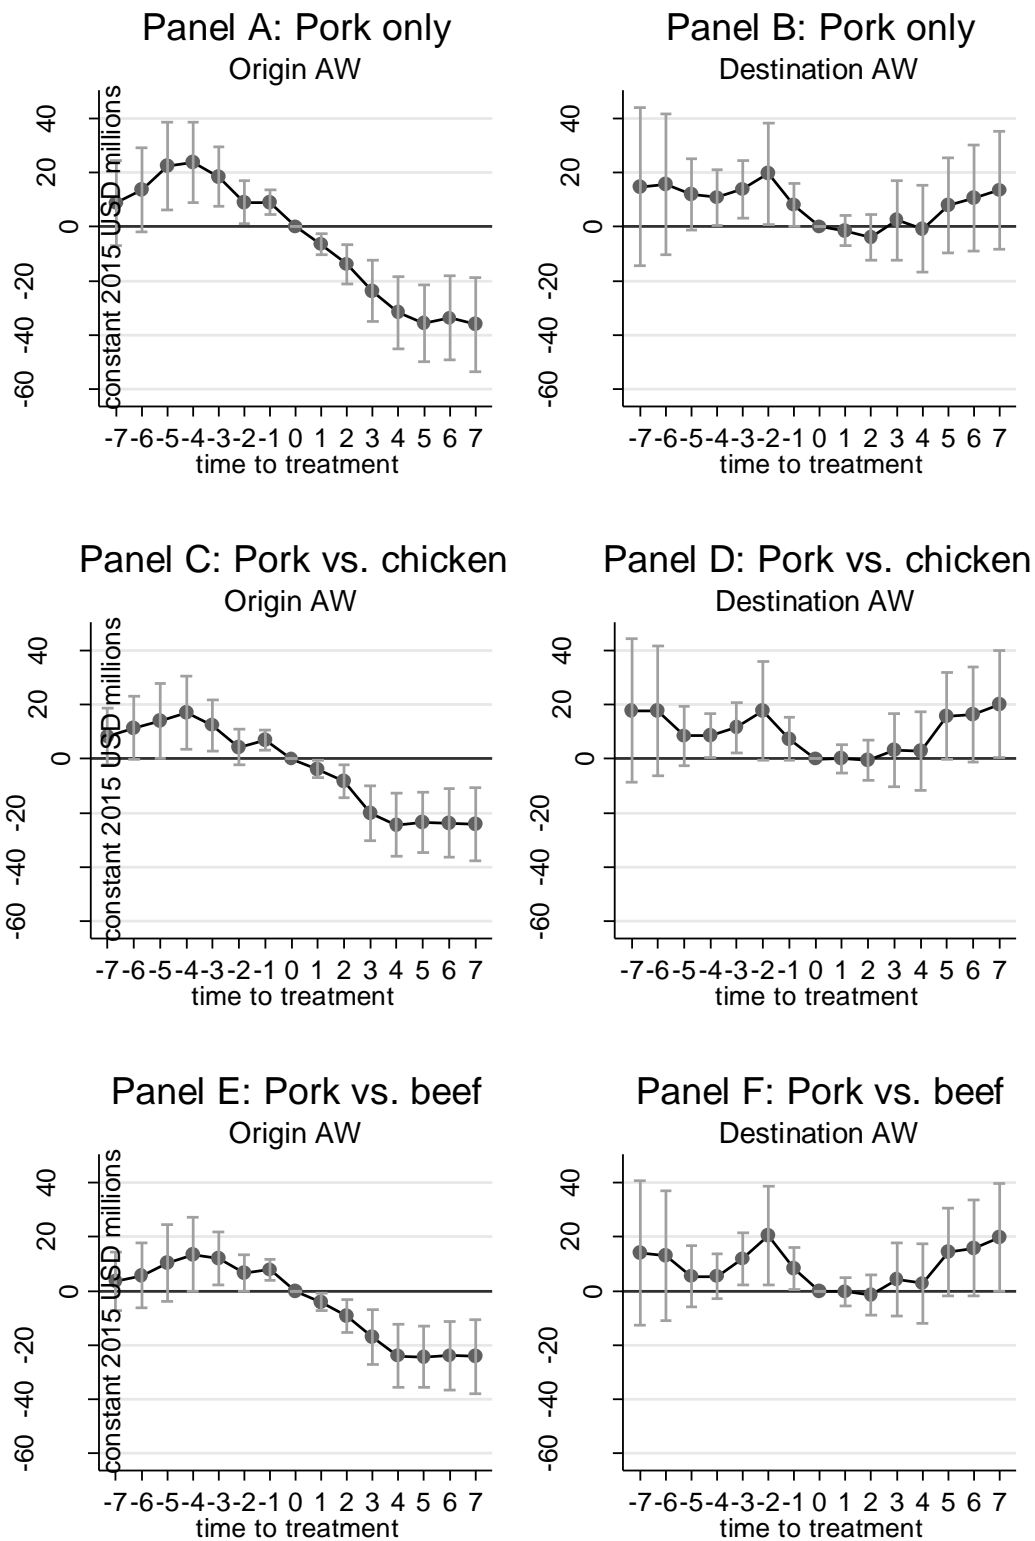 Panel A: Pork only
Origin AW
constant 2015 USD millions
40
20
0
-20
-40
-60
-7 -6 -5 -4 -3 -2 -1 0 1 2 3 4 5 6 7
time to treatment
Panel B: Pork only
Destination AW
40
20
0
-20
-40
-60
-7 -6 -5 -4 -3 -2 -1 0 1 2 3 4 5 6 7
time to treatment
Panel C: Pork vs. chicken
Origin AW
constant 2015 USD millions
40
20
0
-20
-40
-60
-7 -6 -5 -4 -3 -2 -1 0 1 2 3 4 5 6 7
time to treatment
Panel D: Pork vs. chicken
Destination AW
40
20
0
-20
-40
-60
-7 -6 -5 -4 -3 -2 -1 0 1 2 3 4 5 6 7
time to treatment
Panel E: Pork vs. beef
Origin AW
constant 2015 USD millions
40
20
0
-20
-40
-60
-7 -6 -5 -4 -3 -2 -1 0 1 2 3 4 5 6 7
time to treatment
Panel F: Pork vs. beef
Destination AW
40
20
0
-20
-40
-60
-7 -6 -5 -4 -3 -2 -1 0 1 2 3 4 5 6 7
time to treatment